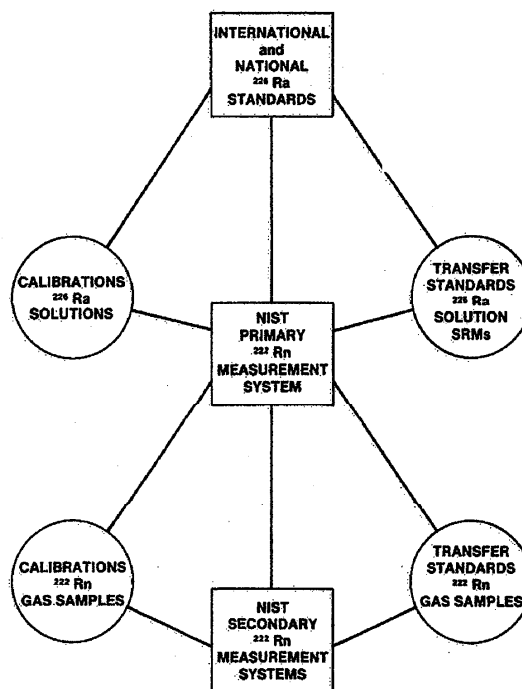 INTERNATIONAL
and
NATIONAL
²²⁶ Ra
STANDARDS
CALIBRATIONS
²²⁶ Ra
SOLUTIONS
TRANSFER
STANDARDS
²²⁶ Ra
SOLUTION
SRMs
NIST
PRIMARY
²²² Rn
MEASUREMENT
SYSTEM
CALIBRATIONS
²²² Rn
GAS SAMPLES
TRANSFER
STANDARDS
²²² Rn
GAS SAMPLES
NIST
SECONDARY
²²² Rn
MEASUREMENT
SYSTEMS